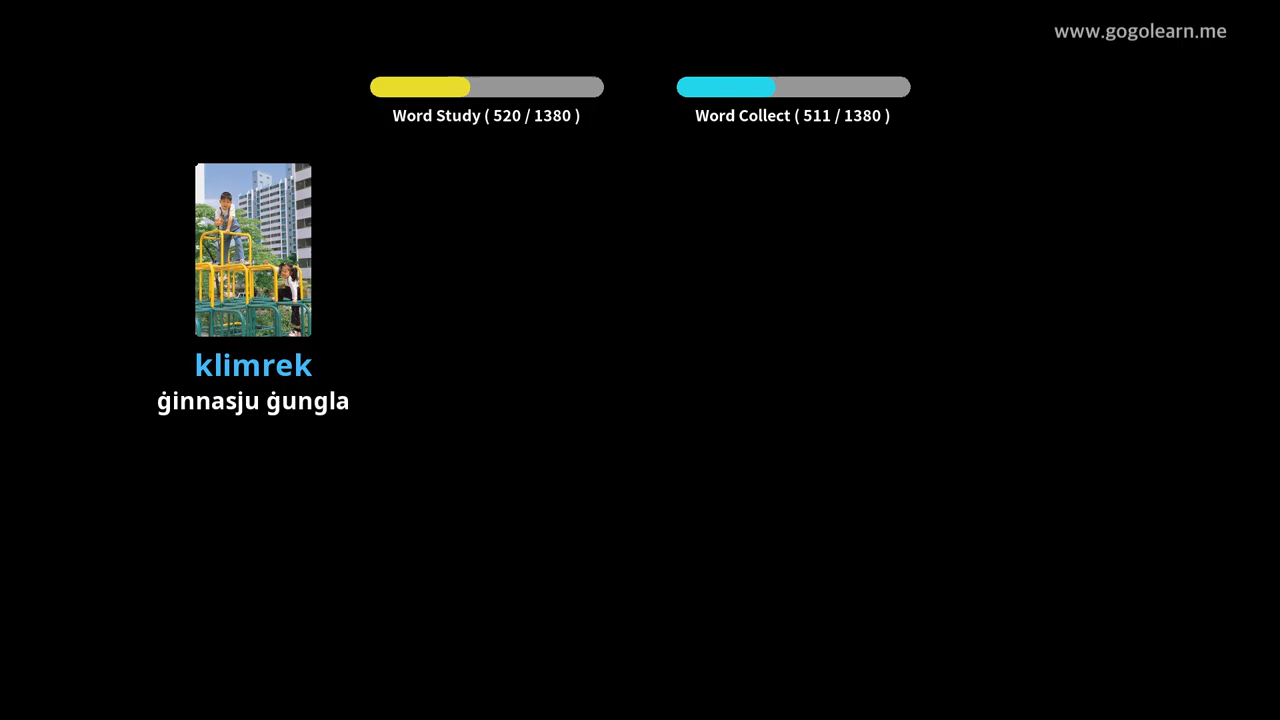 www.gogolearn.me
Word Study ( 520 / 1380 )
Word Collect ( 511 / 1380 )
klimrek
ġinnasju ġungla